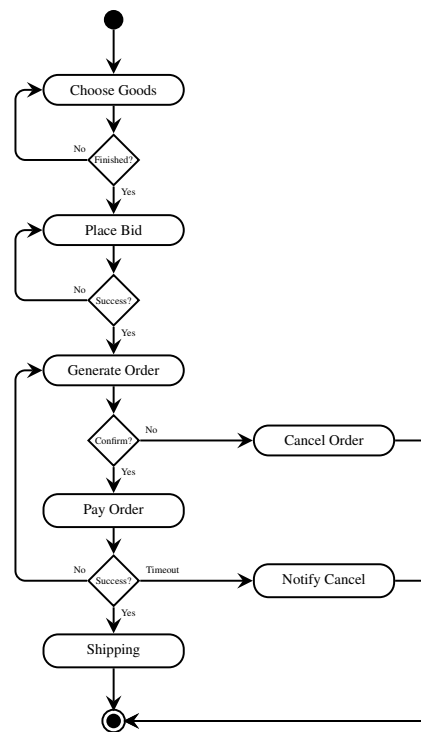 Choose Goods
No
Finished?
Yes
Place Bid
No
Success?
Yes
Generate Order
No
Confirm?
Cancel Order
Yes
Pay Order
No
Timeout
Success?
Notify Cancel
Yes
Shipping